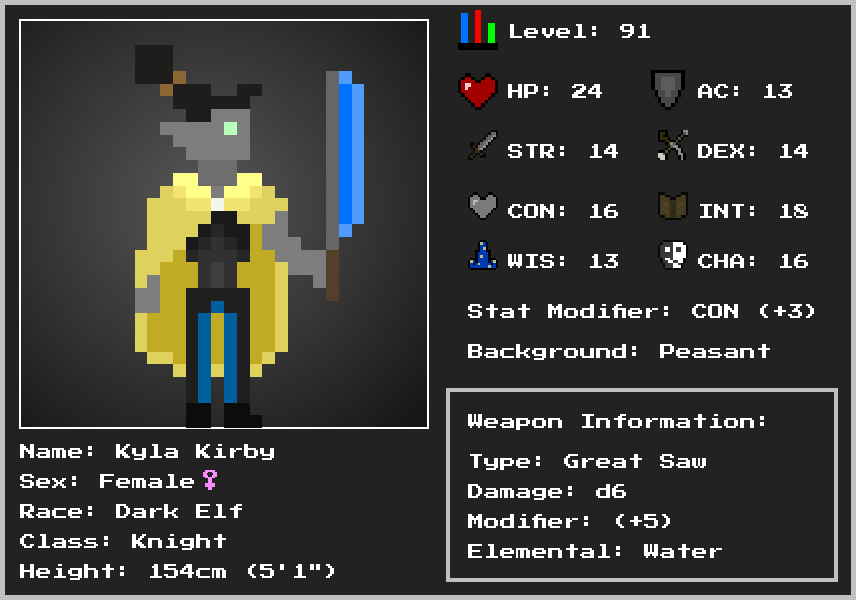 Level: 91
HP: 24
AC: 13
STR: 14
DEX: 14
CON: 16
INT: 18
WIS: 13
CHA: 16
Stat Modifier: CON (+3)
Background: Peasant
Name: Kyla Kirby
Sex: Female♀
Race: Dark Elf
Class: Knight
Height: 154cm (5'1")
Weapon Information:
Type: Great Saw
Damage: d6
Modifier: (+5)
Elemental: Water